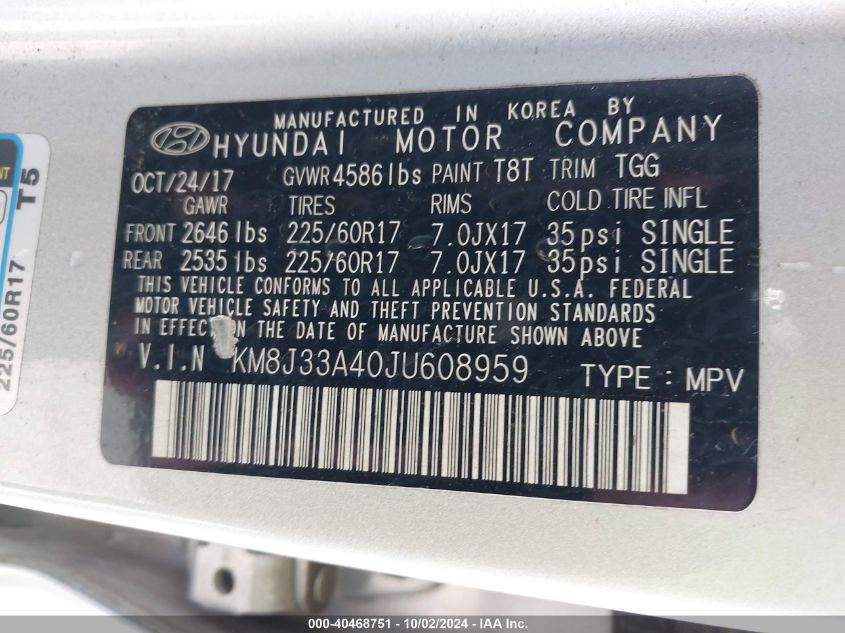 MANUFACTURED IN KOREA BY
HYUNDAI MOTOR COMPANY
OCT/24/17 GVWR 4586 lbs PAINT T8T TRIM TGG
GAWR TIRES RIMS COLD TIRE INFL
FRONT 2646 lbs 225/60R17 7.0JX17 35psi SINGLE
REAR 2535 lbs 225/60R17 7.0JX17 35psi SINGLE
THIS VEHICLE CONFORMS TO ALL APPLICABLE U.S.A. FEDERAL
MOTOR VEHICLE SAFETY AND THEFT PREVENTION STANDARDS
IN EFFECT ON THE DATE OF MANUFACTURE SHOWN ABOVE
V.I.N KM8J33A40JU608959 TYPE : MPV
225/60R17 T5
000-40468751 - 10/02/2024 - IAA Inc.